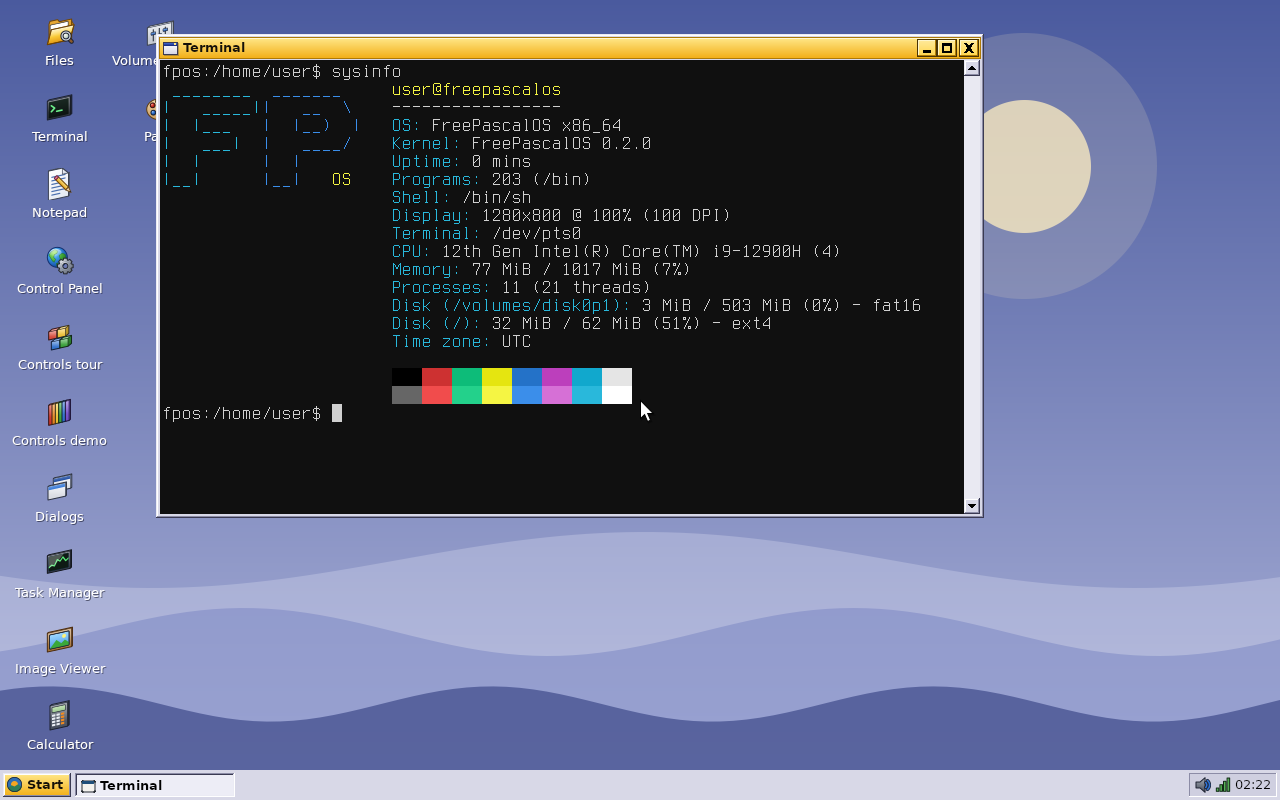 Files
Terminal
Notepad
Control Panel
Controls tour
Controls demo
Dialogs
Task Manager
Image Viewer
Calculator
Terminal
fpos:/home/user$ sysinfo
user@freepascalos
-----------------
OS: FreePascalOS x86_64
Kernel: FreePascalOS 0.2.0
Uptime: 0 mins
OS
Programs: 203 (/bin)
Shell: /bin/sh
Display: 1280x800 @ 100% (100 DPI)
Terminal: /dev/pts0
CPU: 12th Gen Intel(R) Core(TM) i9-12900H (4)
Memory: 77 MiB / 1017 MiB (7%)
Processes: 11 (21 threads)
Disk (/volumes/disk0p1): 3 MiB / 503 MiB (0%) - fat16
Disk (/): 32 MiB / 62 MiB (51%) - ext4
Time zone: UTC
fpos:/home/user$
Start
Terminal
02:22